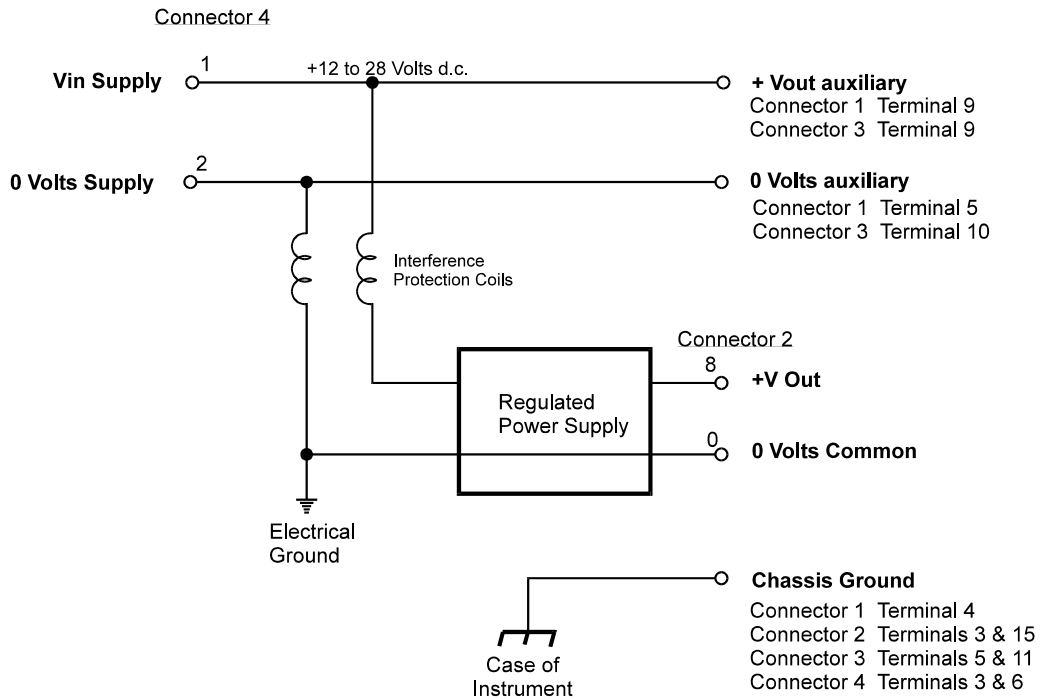 Connector 4
Vin Supply
1
+12 to 28 Volts d.c.
+ Vout auxiliary
Connector 1 Terminal 9
Connector 3 Terminal 9
0 Volts Supply
2
0 Volts auxiliary
Connector 1 Terminal 5
Connector 3 Terminal 10
Interference
Protection Coils
Connector 2
8
+V Out
Regulated
Power Supply
0
0 Volts Common
Electrical
Ground
Chassis Ground
Connector 1 Terminal 4
Connector 2 Terminals 3 & 15
Connector 3 Terminals 5 & 11
Connector 4 Terminals 3 & 6
Case of
Instrument